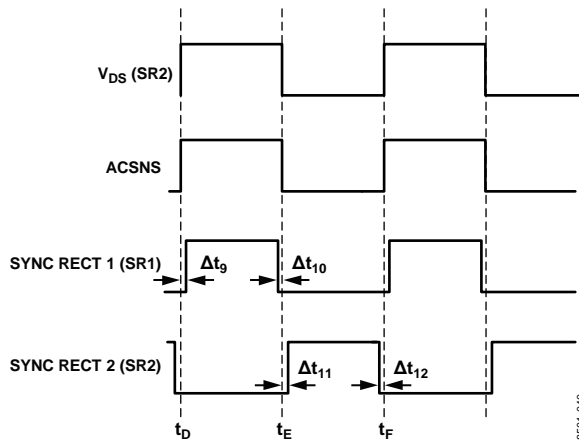 VDS (SR2)
ACSNS
SYNC RECT 1 (SR1)
Δt9
Δt10
SYNC RECT 2 (SR2)
Δt11
Δt12
tD
tE
tF